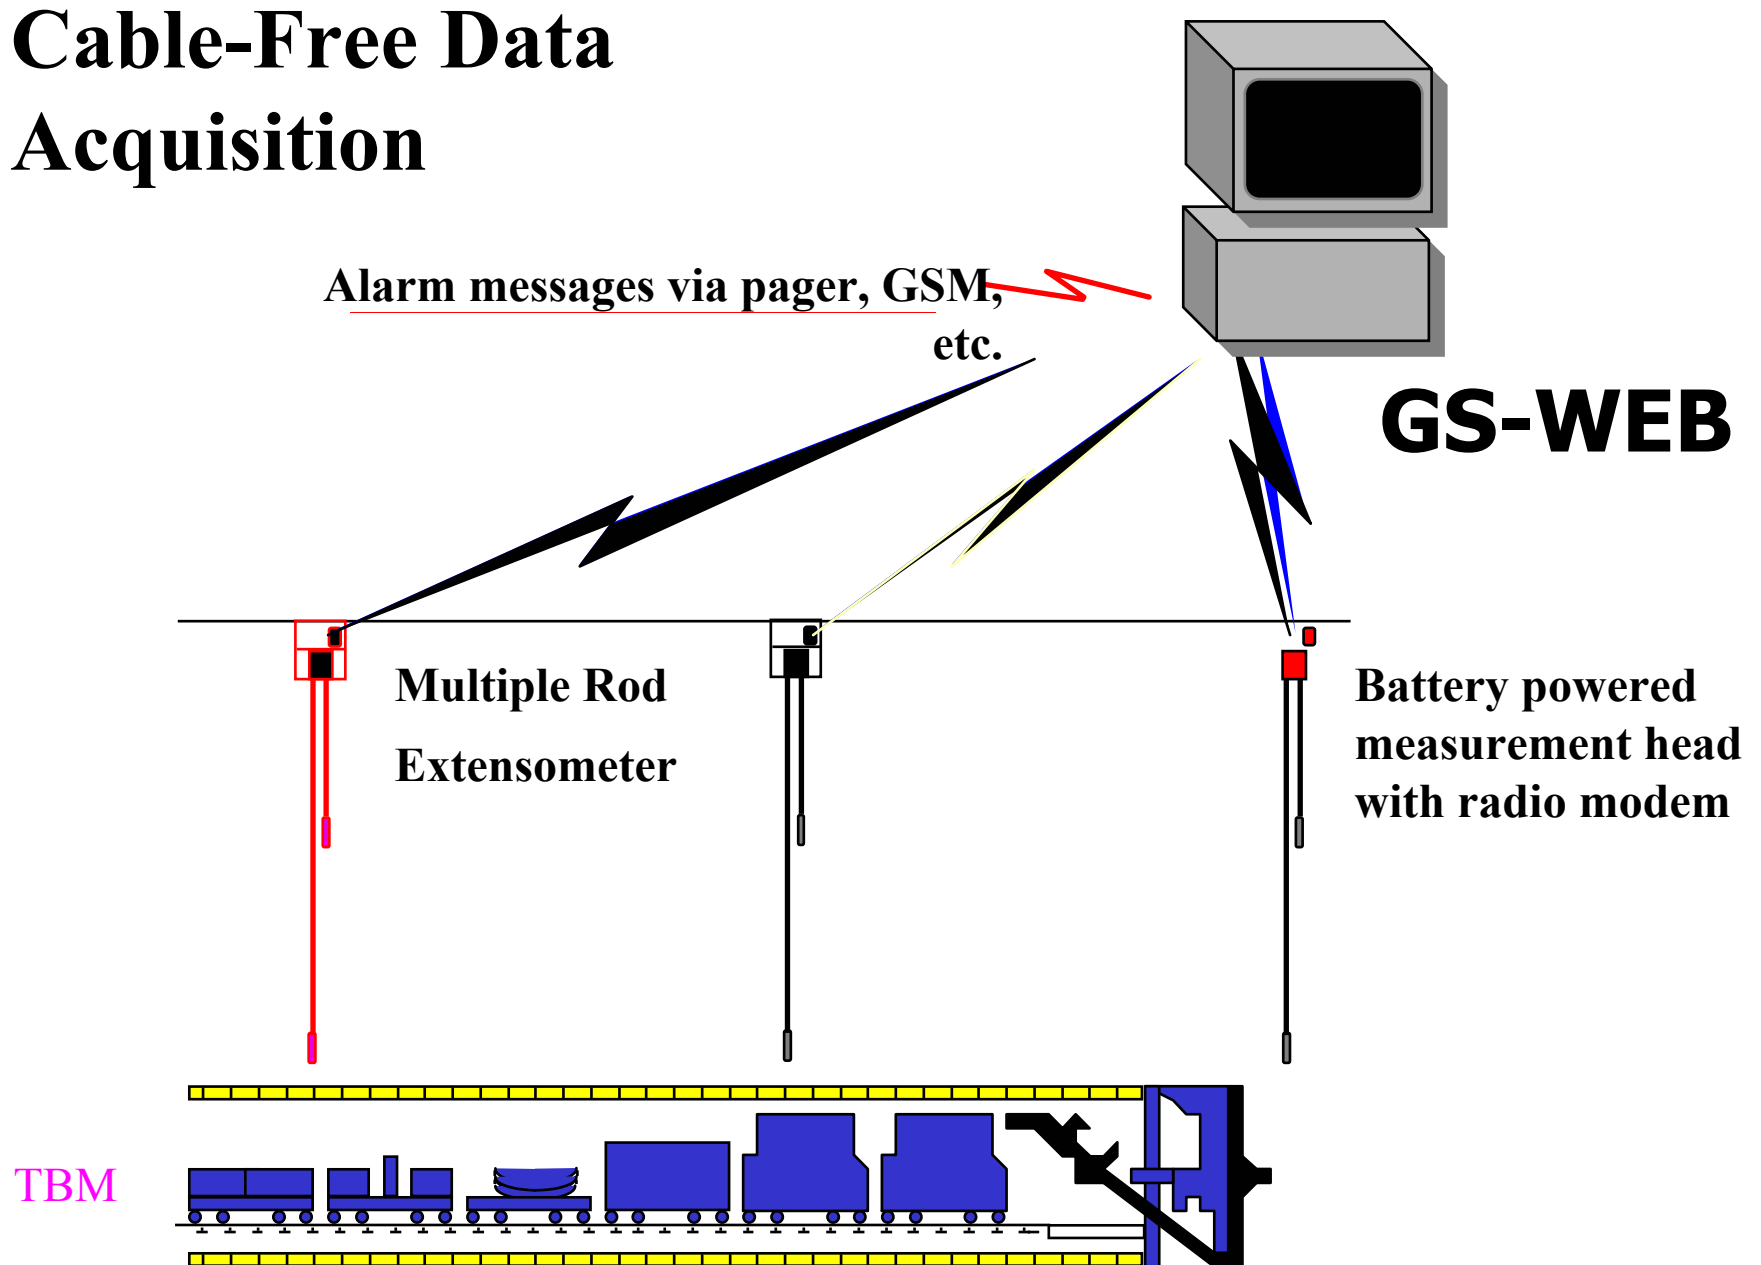 Cable-Free Data
Acquisition
Alarm messages via pager, GSM,
etc.
GS-WEB
Multiple Rod
Extensometer
Battery powered
measurement head
with radio modem
TBM